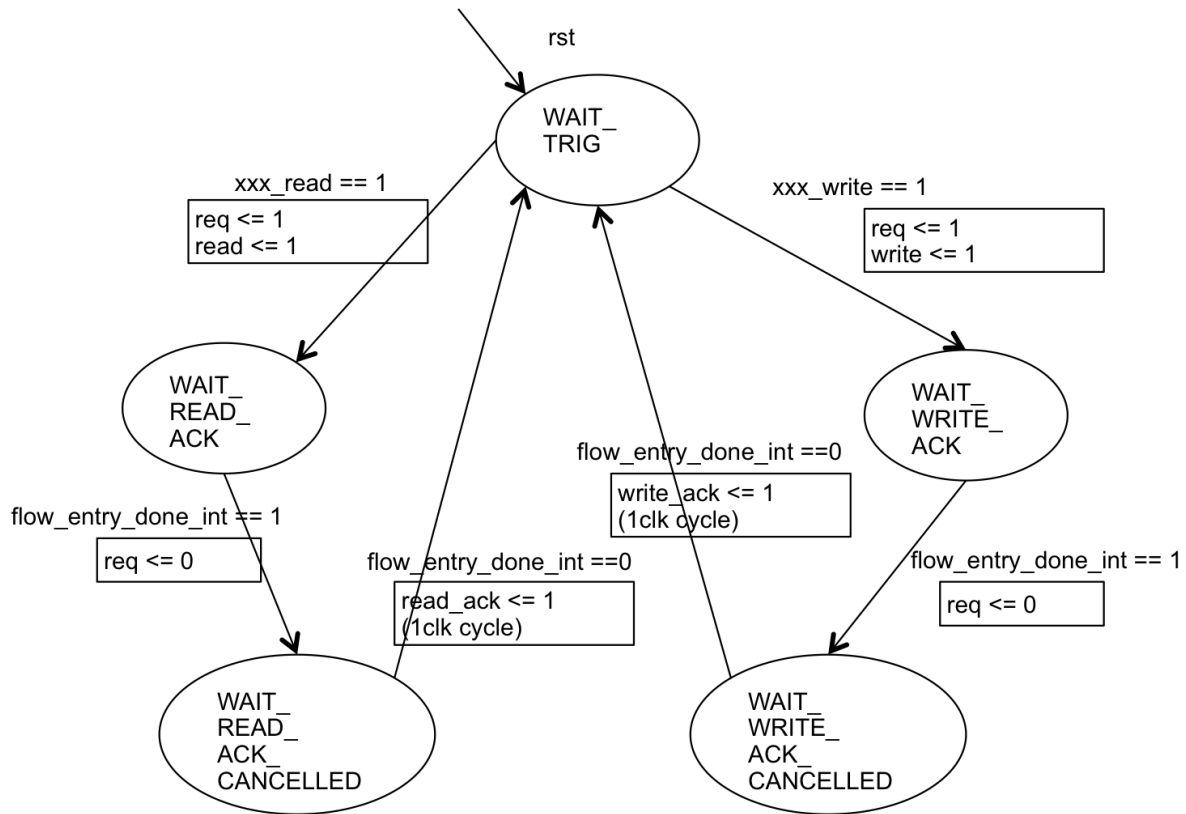 rst
WAIT_
TRIG
xxx_read == 1
req <= 1
read <= 1
xxx_write == 1
req <= 1
write <= 1
WAIT_
READ_
ACK
WAIT_
WRITE_
ACK
flow_entry_done_int == 1
req <= 0
flow_entry_done_int ==0
read_ack <= 1
(1clk cycle)
flow_entry_done_int ==0
write_ack <= 1
(1clk cycle)
flow_entry_done_int == 1
req <= 0
WAIT_
READ_
ACK_
CANCELLED
WAIT_
WRITE_
ACK_
CANCELLED